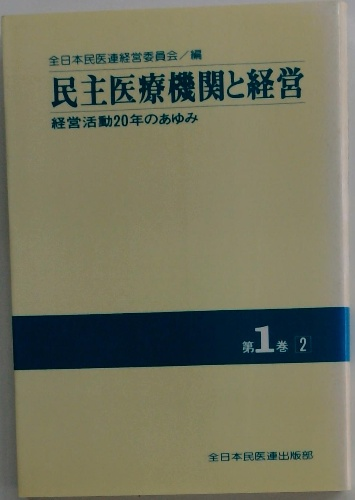 全日本民医連経営委員会/編
民主医療機関と経営
経営活動20年のあゆみ
第1巻[2]
全日本民医連出版部